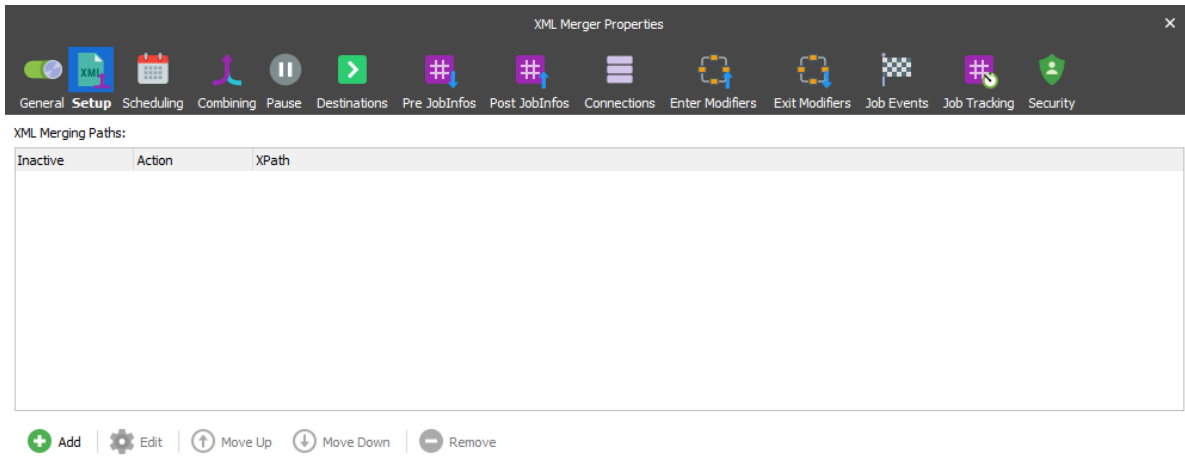 XML Merger Properties
XML
General Setup Scheduling Combining Pause Destinations Pre JobInfos Post JobInfos Connections Enter Modifiers Exit Modifiers Job Events Job Tracking Security
XML Merging Paths:
Inactive Action XPath
Add Edit Move Up Move Down Remove